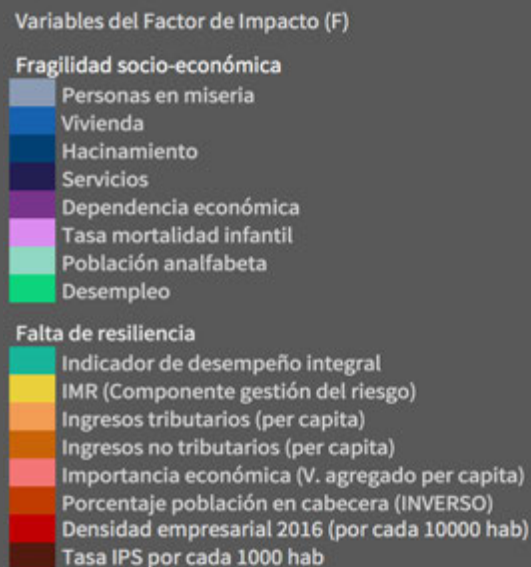 Variables del Factor de Impacto (F)
Fragilidad socio-económica
Personas en miseria
Vivienda
Hacinamiento
Servicios
Dependencia económica
Tasa mortalidad infantil
Población analfabeta
Desempleo
Falta de resiliencia
Indicador de desempeño integral
IMR (Componente gestión del riesgo)
Ingresos tributarios (per capita)
Ingresos no tributarios (per capita)
Importancia económica (V. agregado per capita)
Porcentaje población en cabecera (INVERSO)
Densidad empresarial 2016 (por cada 10000 hab)
Tasa IPS por cada 1000 hab